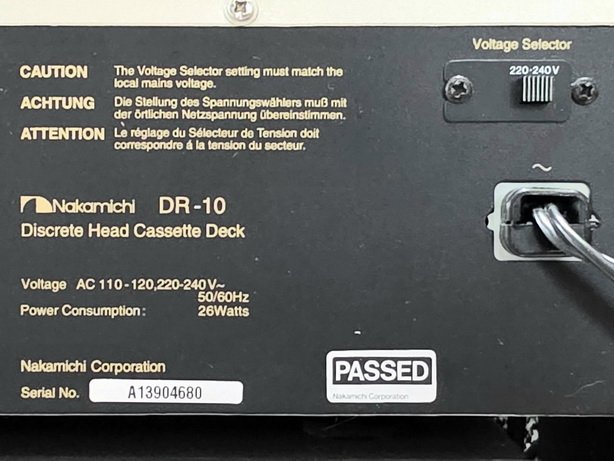 Voltage Selector
220-240V
CAUTION The Voltage Selector setting must match the
local mains voltage.
ACHTUNG Die Stellung des Spannungswählers muß mit
der örtlichen Netzspannung übereinstimmen.
ATTENTION Le réglage du Sélecteur de Tension doit
correspondre á la tension du secteur.
~
Nakamichi DR-10
Discrete Head Cassette Deck
Voltage AC 110-120,220-240V~
50/60Hz
Power Consumption: 26Watts
Nakamichi Corporation
Serial No. A13904680
PASSED
Nakamichi Corporation